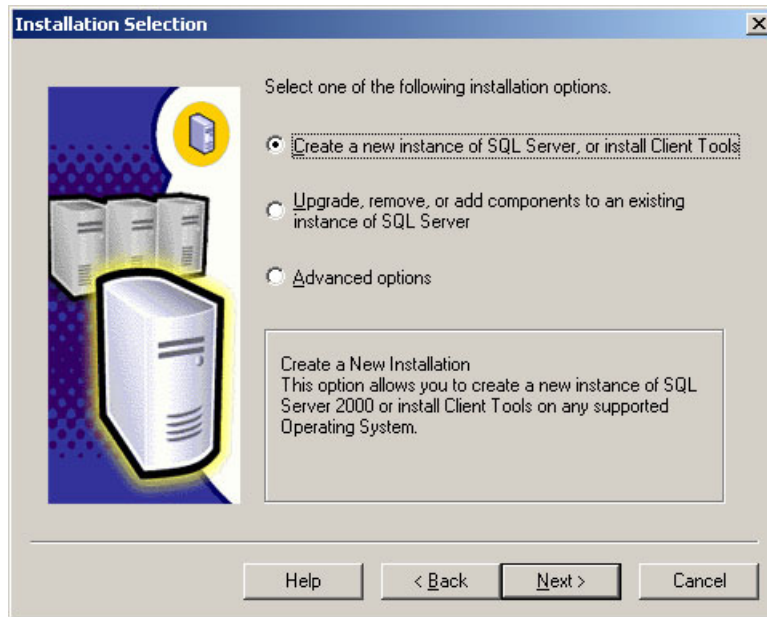 Installation Selection
Select one of the following installation options.
Create a new instance of SQL Server, or install Client Tools
Upgrade, remove, or add components to an existing
instance of SQL Server
Advanced options
Create a New Installation
This option allows you to create a new instance of SQL
Server 2000 or install Client Tools on any supported
Operating System.
Help
< Back
Next >
Cancel